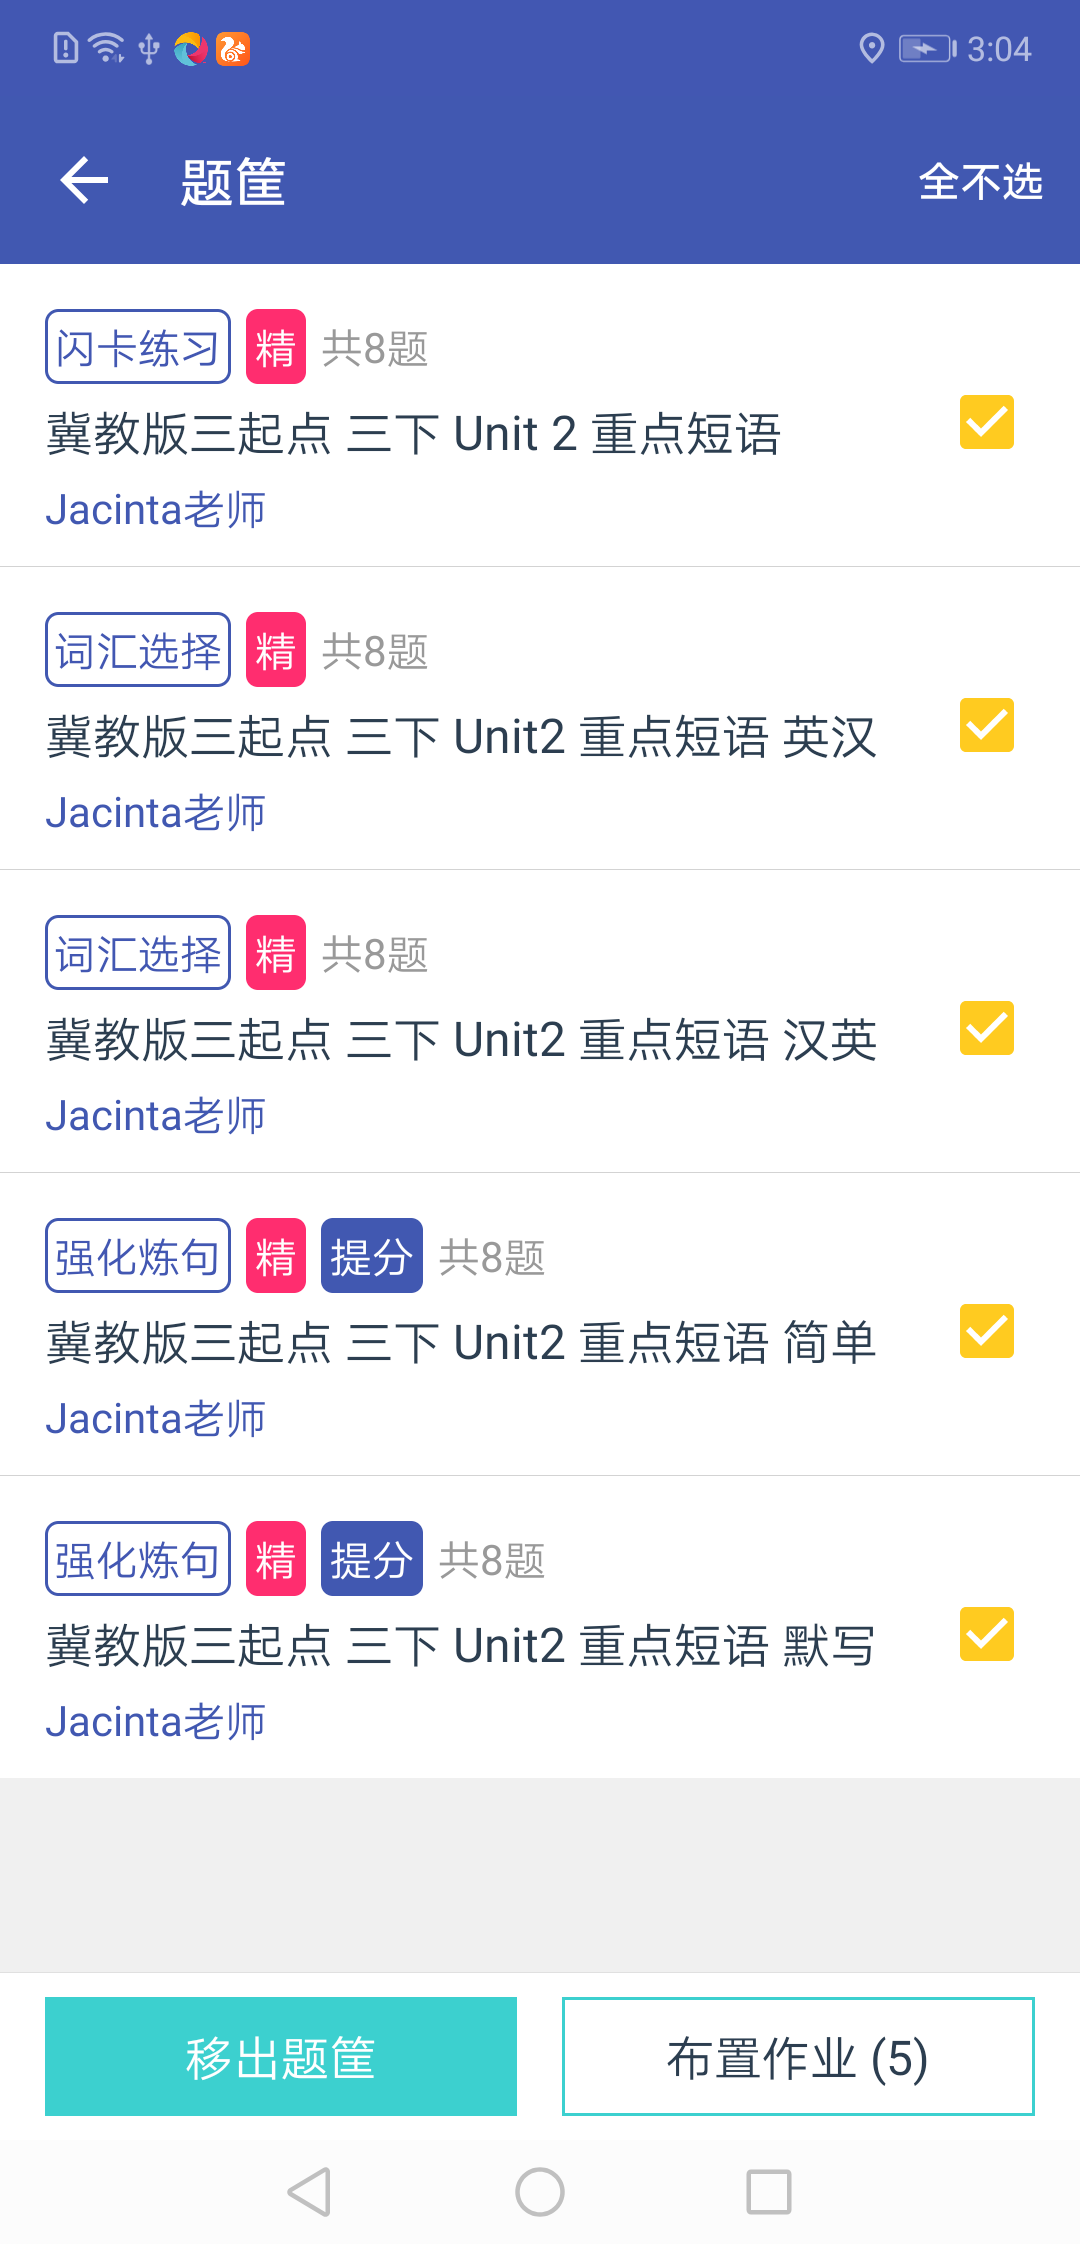 3:04
题筐 全不选
闪卡练习 精 共8题
冀教版三起点 三下 Unit 2 重点短语
Jacinta老师
词汇选择 精 共8题
冀教版三起点 三下 Unit2 重点短语 英汉
Jacinta老师
词汇选择 精 共8题
冀教版三起点 三下 Unit2 重点短语 汉英
Jacinta老师
强化炼句 精 提分 共8题
冀教版三起点 三下 Unit2 重点短语 简单
Jacinta老师
强化炼句 精 提分 共8题
冀教版三起点 三下 Unit2 重点短语 默写
Jacinta老师
移出题筐 布置作业 (5)